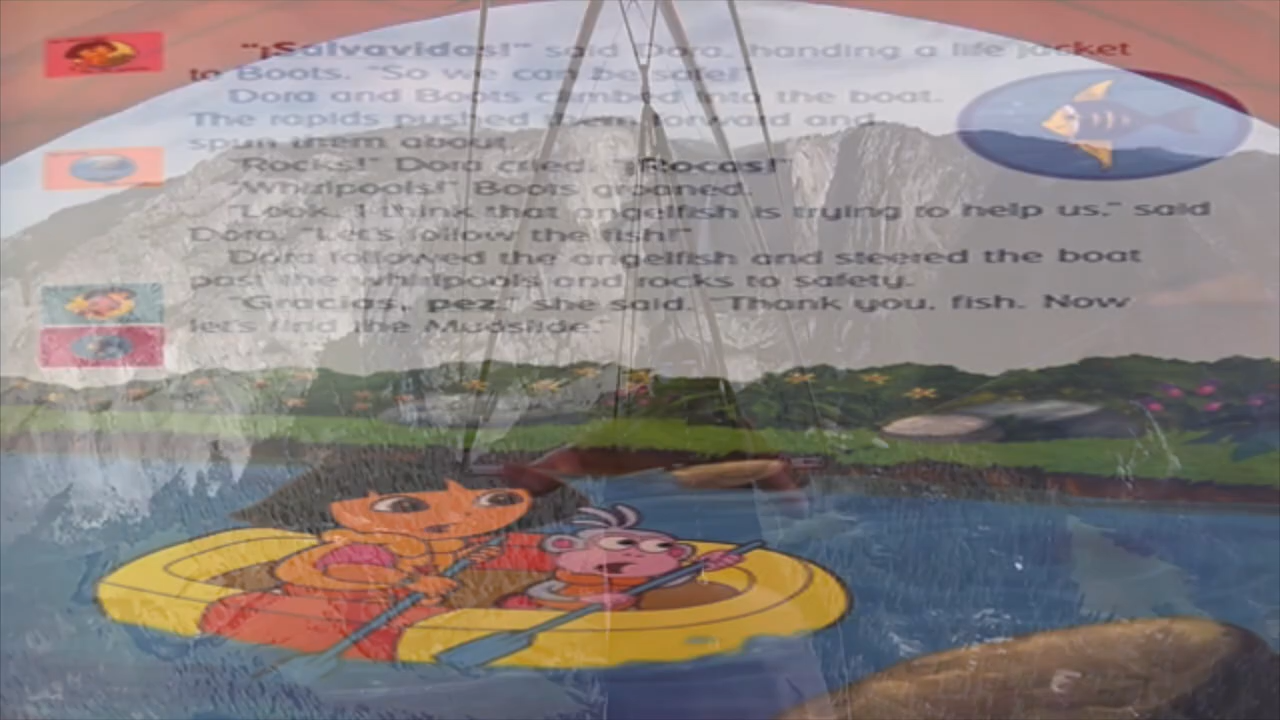 "¡Salvavidas!" said Dora, handing a life jacket
to Boots. "So we can be safe!"
Dora and Boots climbed into the boat.
The rapids pushed them forward and
spun them about.
"Rocks!" Dora cried. "¡Rocas!"
"Whirlpools!" Boots groaned.
"Look, I think that angelfish is trying to help us," said
Dora. "Let's follow the fish!"
Dora followed the angelfish and steered the boat
past the whirlpools and rocks to safety.
"Gracias, pez," she said. "Thank you, fish. Now
let's find the Mudslide."